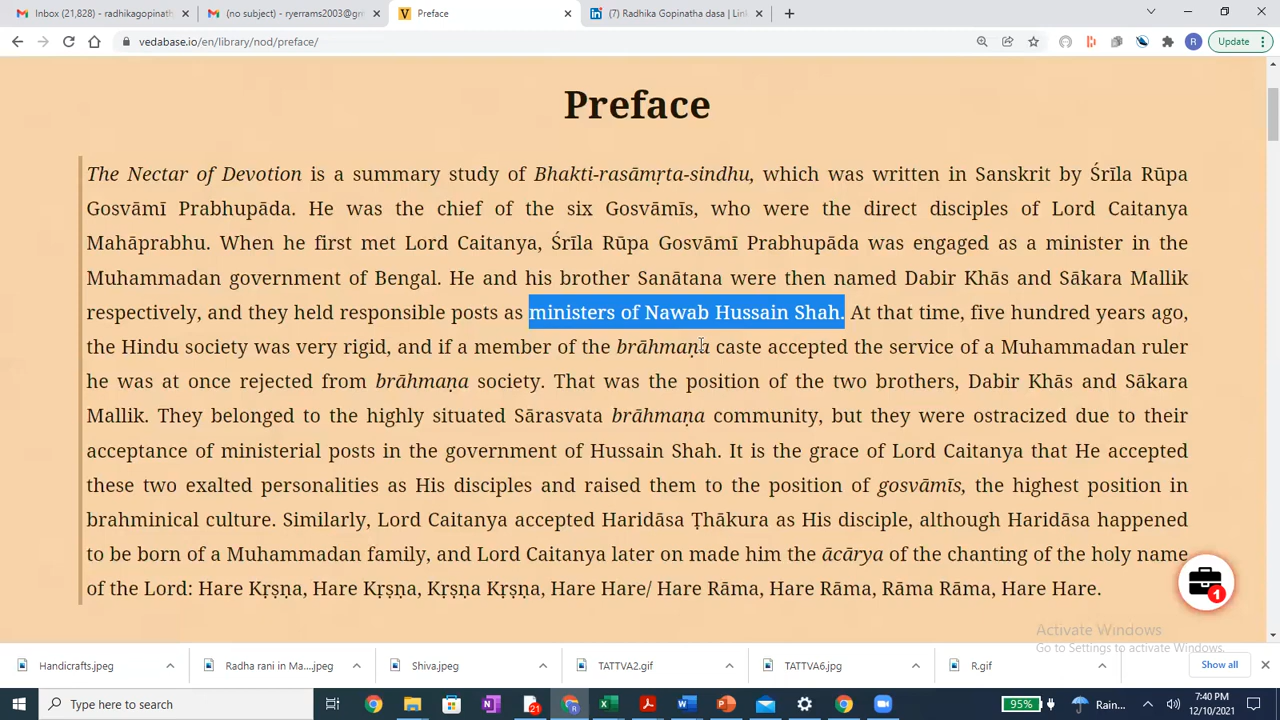 Inbox (21,828) - radhikagopinath
(no subject) - ryerrams2003@gm
Preface
(7) Radhika Gopinatha dasa | Link
vedabase.io/en/library/nod/preface/
R
Update
Preface
The Nectar of Devotion is a summary study of Bhakti-rasāmṛta-sindhu, which was written in Sanskrit by Śrīla Rūpa
Gosvāmī Prabhupāda. He was the chief of the six Gosvāmīs, who were the direct disciples of Lord Caitanya
Mahāprabhu. When he first met Lord Caitanya, Śrīla Rūpa Gosvāmī Prabhupāda was engaged as a minister in the
Muhammadan government of Bengal. He and his brother Sanātana were then named Dabir Khās and Sākara Mallik
respectively, and they held responsible posts as ministers of Nawab Hussain Shah. At that time, five hundred years ago,
the Hindu society was very rigid, and if a member of the brāhmaṇa caste accepted the service of a Muhammadan ruler
he was at once rejected from brāhmaṇa society. That was the position of the two brothers, Dabir Khās and Sākara
Mallik. They belonged to the highly situated Sārasvata brāhmaṇa community, but they were ostracized due to their
acceptance of ministerial posts in the government of Hussain Shah. It is the grace of Lord Caitanya that He accepted
these two exalted personalities as His disciples and raised them to the position of gosvāmīs, the highest position in
brahminical culture. Similarly, Lord Caitanya accepted Haridāsa Ṭhākura as His disciple, although Haridāsa happened
to be born of a Muhammadan family, and Lord Caitanya later on made him the ācārya of the chanting of the holy name
of the Lord: Hare Kṛṣṇa, Hare Kṛṣṇa, Kṛṣṇa Kṛṣṇa, Hare Hare/ Hare Rāma, Hare Rāma, Rāma Rāma, Hare Hare.
1
Activate Windows
Go to Settings to activate Windows.
Handicrafts.jpeg
Radha rani in Ma....jpeg
Shiva.jpeg
TATTVA2.gif
TATTVA6.jpg
R.gif
Show all
Type here to search
21
95%
Rain...
7:40 PM
12/10/2021